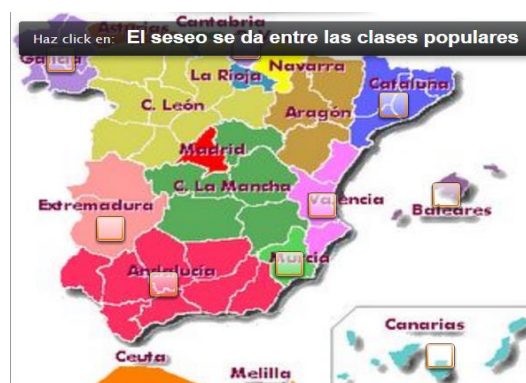 Asturias Cantabria
Haz click en: El seseo se da entre las clases populares
Galicia
Navarra
La Rioja
Cataluña
C. León
Aragón
Madrid
C. La Mancha
Valencia
Extremadura
Baleares
Murcia
Andalucía
Canarias
Ceuta
Melilla